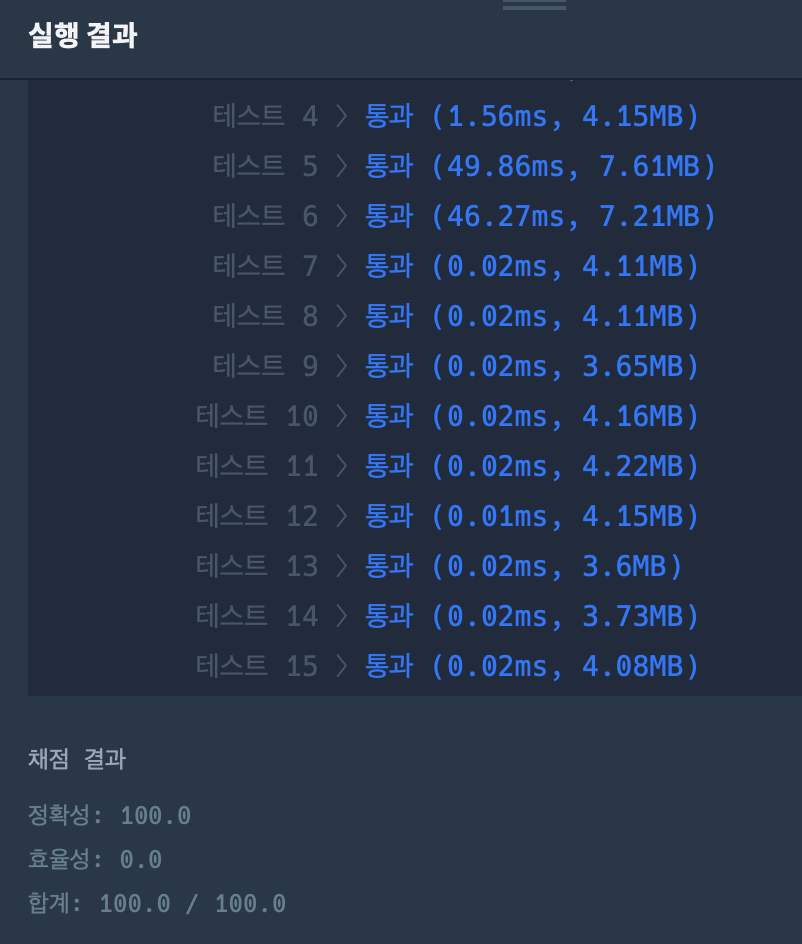 실행 결과
테스트 4 〉 통과 (1.56ms, 4.15MB)
테스트 5 〉 통과 (49.86ms, 7.61MB)
테스트 6 〉 통과 (46.27ms, 7.21MB)
테스트 7 〉 통과 (0.02ms, 4.11MB)
테스트 8 〉 통과 (0.02ms, 4.11MB)
테스트 9 〉 통과 (0.02ms, 3.65MB)
테스트 10 〉 통과 (0.02ms, 4.16MB)
테스트 11 〉 통과 (0.02ms, 4.22MB)
테스트 12 〉 통과 (0.01ms, 4.15MB)
테스트 13 〉 통과 (0.02ms, 3.6MB)
테스트 14 〉 통과 (0.02ms, 3.73MB)
테스트 15 〉 통과 (0.02ms, 4.08MB)
채점 결과
정확성: 100.0
효율성: 0.0
합계: 100.0 / 100.0